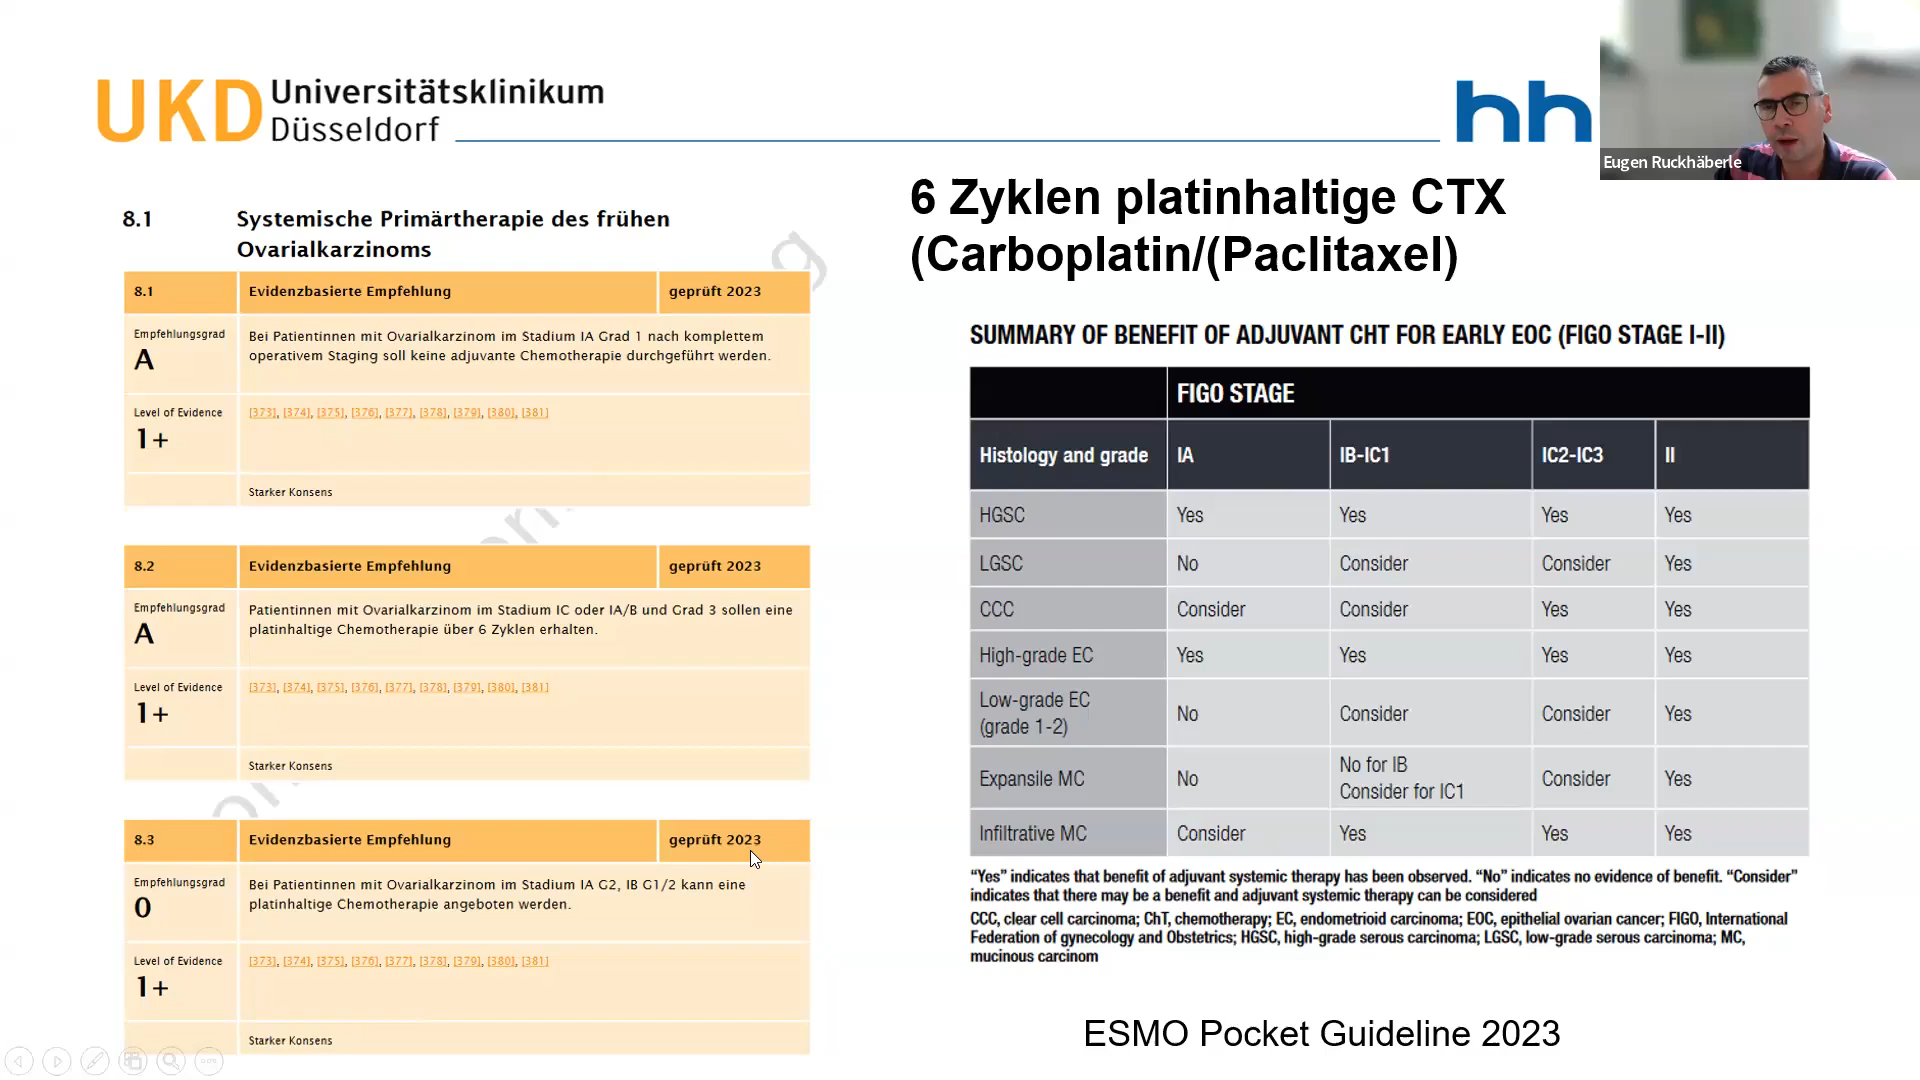 UKD Universitätsklinikum
Düsseldorf
hh
Eugen Ruckhäberle
8.1 Systemische Primärtherapie des frühen
Ovarialkarzinoms
8.1 Evidenzbasierte Empfehlung geprüft 2023
Empfehlungsgrad
A
Bei Patientinnen mit Ovarialkarzinom im Stadium IA Grad 1 nach komplettem
operativem Staging soll keine adjuvante Chemotherapie durchgeführt werden.
Level of Evidence
1+
[373], [374], [375], [376], [377], [378], [379], [380], [381]
Starker Konsens
8.2 Evidenzbasierte Empfehlung geprüft 2023
Empfehlungsgrad
A
Patientinnen mit Ovarialkarzinom im Stadium IC oder IA/B und Grad 3 sollen eine
platinhaltige Chemotherapie über 6 Zyklen erhalten.
Level of Evidence
1+
[373], [374], [375], [376], [377], [378], [379], [380], [381]
Starker Konsens
8.3 Evidenzbasierte Empfehlung geprüft 2023
Empfehlungsgrad
0
Bei Patientinnen mit Ovarialkarzinom im Stadium IA G2, IB G1/2 kann eine
platinhaltige Chemotherapie angeboten werden.
Level of Evidence
1+
[373], [374], [375], [376], [377], [378], [379], [380], [381]
Starker Konsens
6 Zyklen platinhaltige CTX
(Carboplatin/(Paclitaxel)
SUMMARY OF BENEFIT OF ADJUVANT CHT FOR EARLY EOC (FIGO STAGE I-II)
FIGO STAGE
Histology and grade IA IB-IC1 IC2-IC3 II
HGSC Yes Yes Yes Yes
LGSC No Consider Consider Yes
CCC Consider Consider Yes Yes
High-grade EC Yes Yes Yes Yes
Low-grade EC
(grade 1-2) No Consider Consider Yes
Expansile MC No No for IB
Consider for IC1 Consider Yes
Infiltrative MC Consider Yes Yes Yes
“Yes” indicates that benefit of adjuvant systemic therapy has been observed. “No” indicates no evidence of benefit. “Consider”
indicates that there may be a benefit and adjuvant systemic therapy can be considered
CCC, clear cell carcinoma; ChT, chemotherapy; EC, endometrioid carcinoma; EOC, epithelial ovarian cancer; FIGO, International
Federation of gynecology and Obstetrics; HGSC, high-grade serous carcinoma; LGSC, low-grade serous carcinoma; MC,
mucinous carcinom
ESMO Pocket Guideline 2023